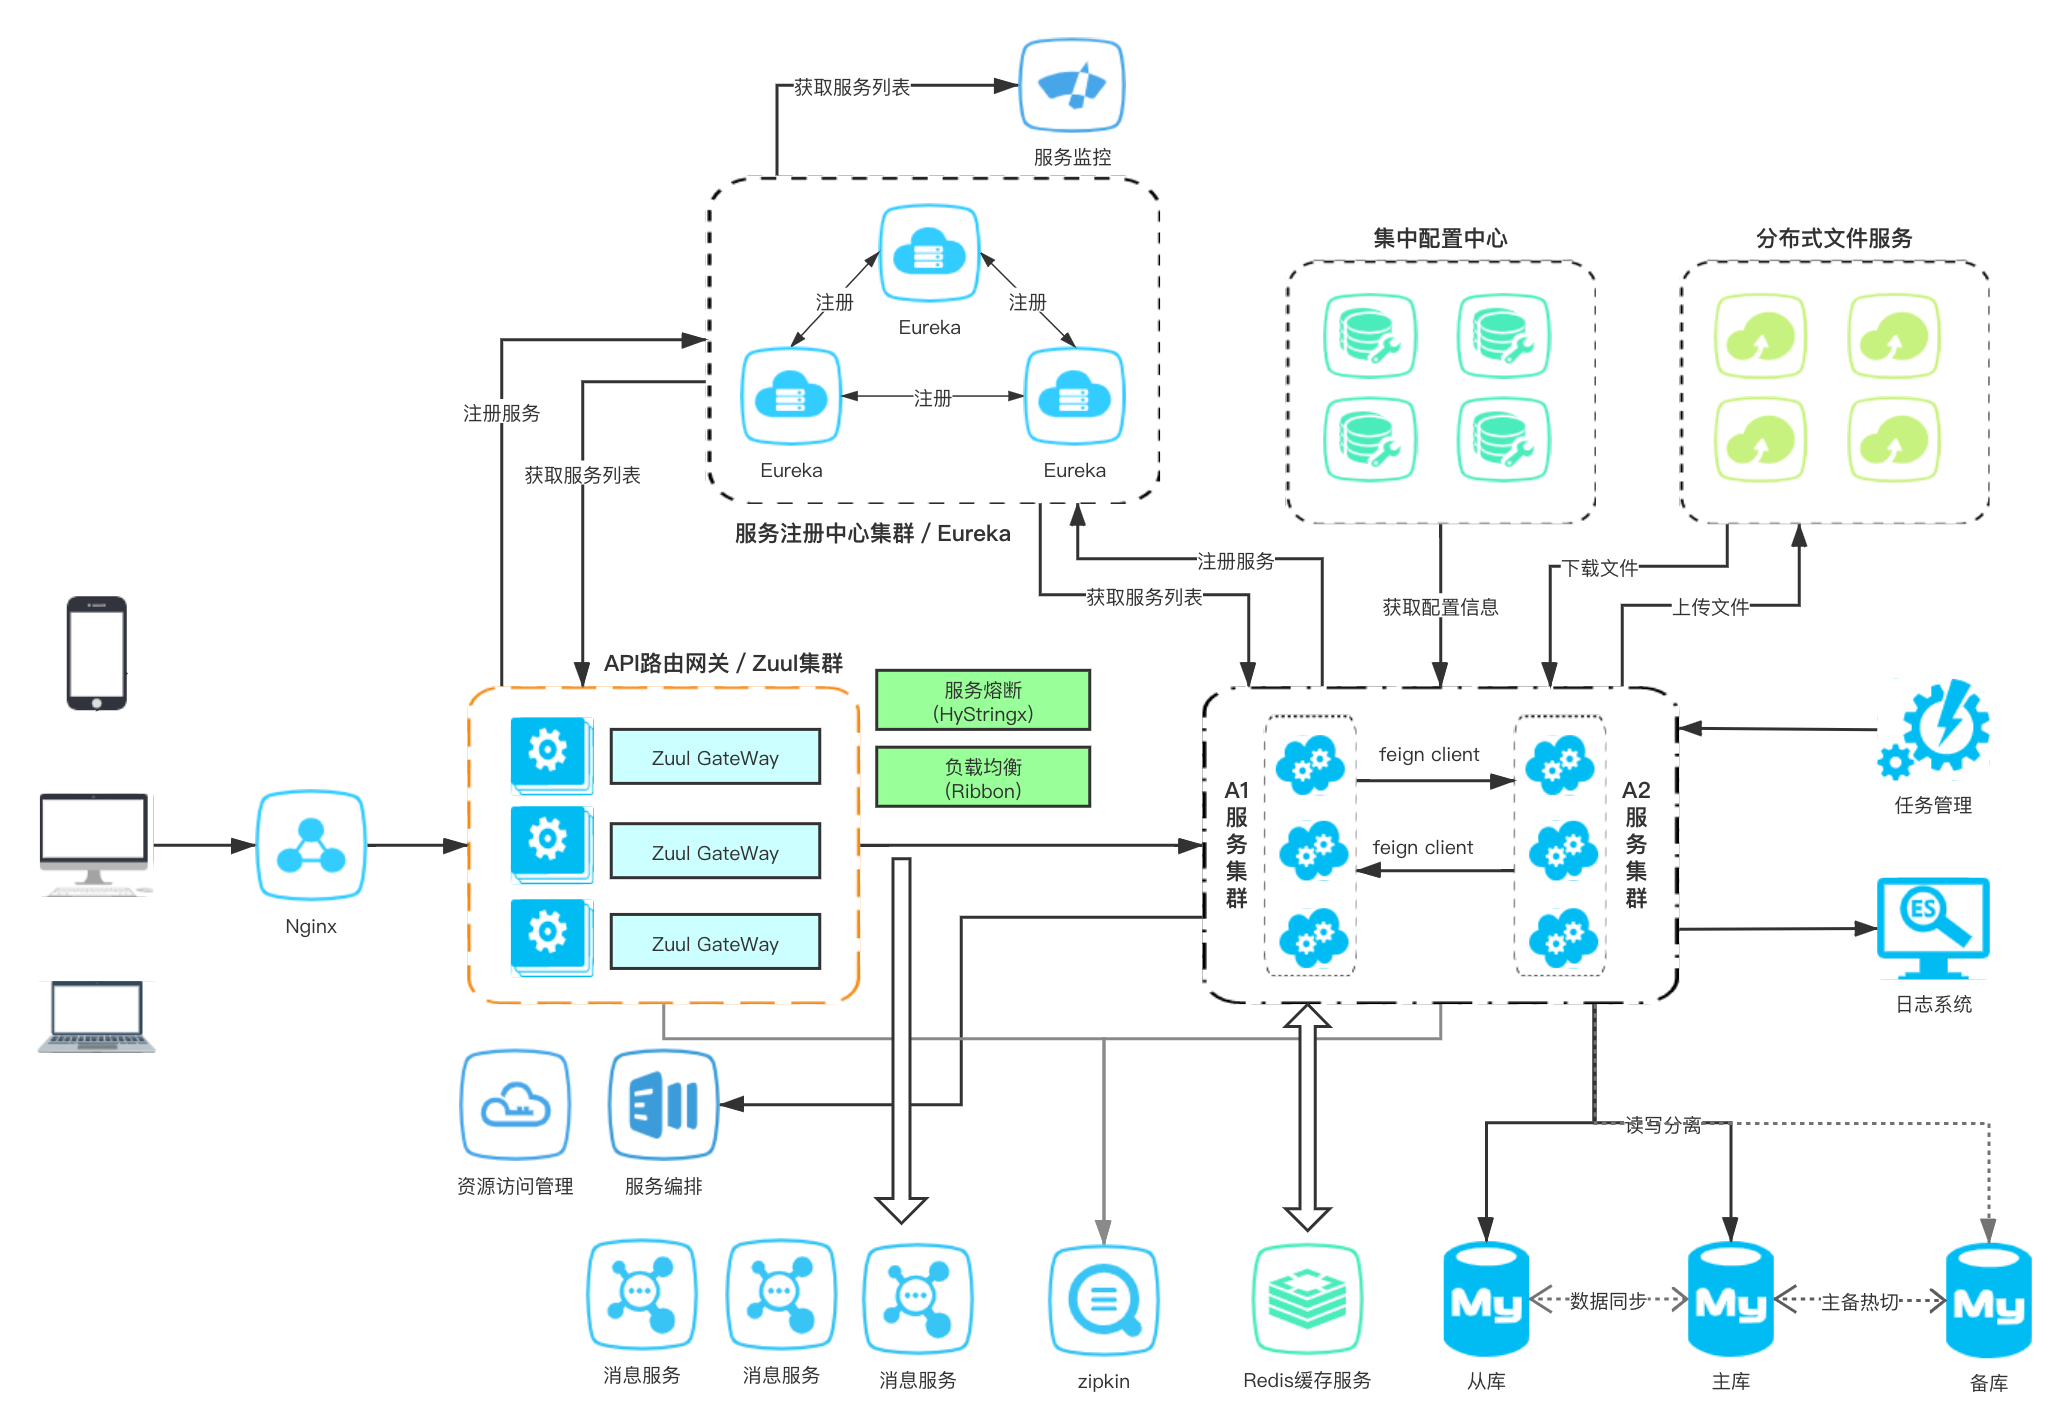 获取服务列表
服务监控
注册
注册
Eureka
注册
Eureka
Eureka
服务注册中心集群 / Eureka
集中配置中心
分布式文件服务
注册服务
获取服务列表
注册服务
获取服务列表
获取配置信息
下载文件
上传文件
API路由网关 / Zuul集群
服务熔断
(HyStringx)
负载均衡
(Ribbon)
Zuul GateWay
Zuul GateWay
Zuul GateWay
Nginx
A1
服
务
集
群
feign client
feign client
A2
服
务
集
群
任务管理
ES
日志系统
资源访问管理
服务编排
读写分离
消息服务
消息服务
消息服务
zipkin
Redis缓存服务
My
数据同步
My
主备热切
My
从库
主库
备库